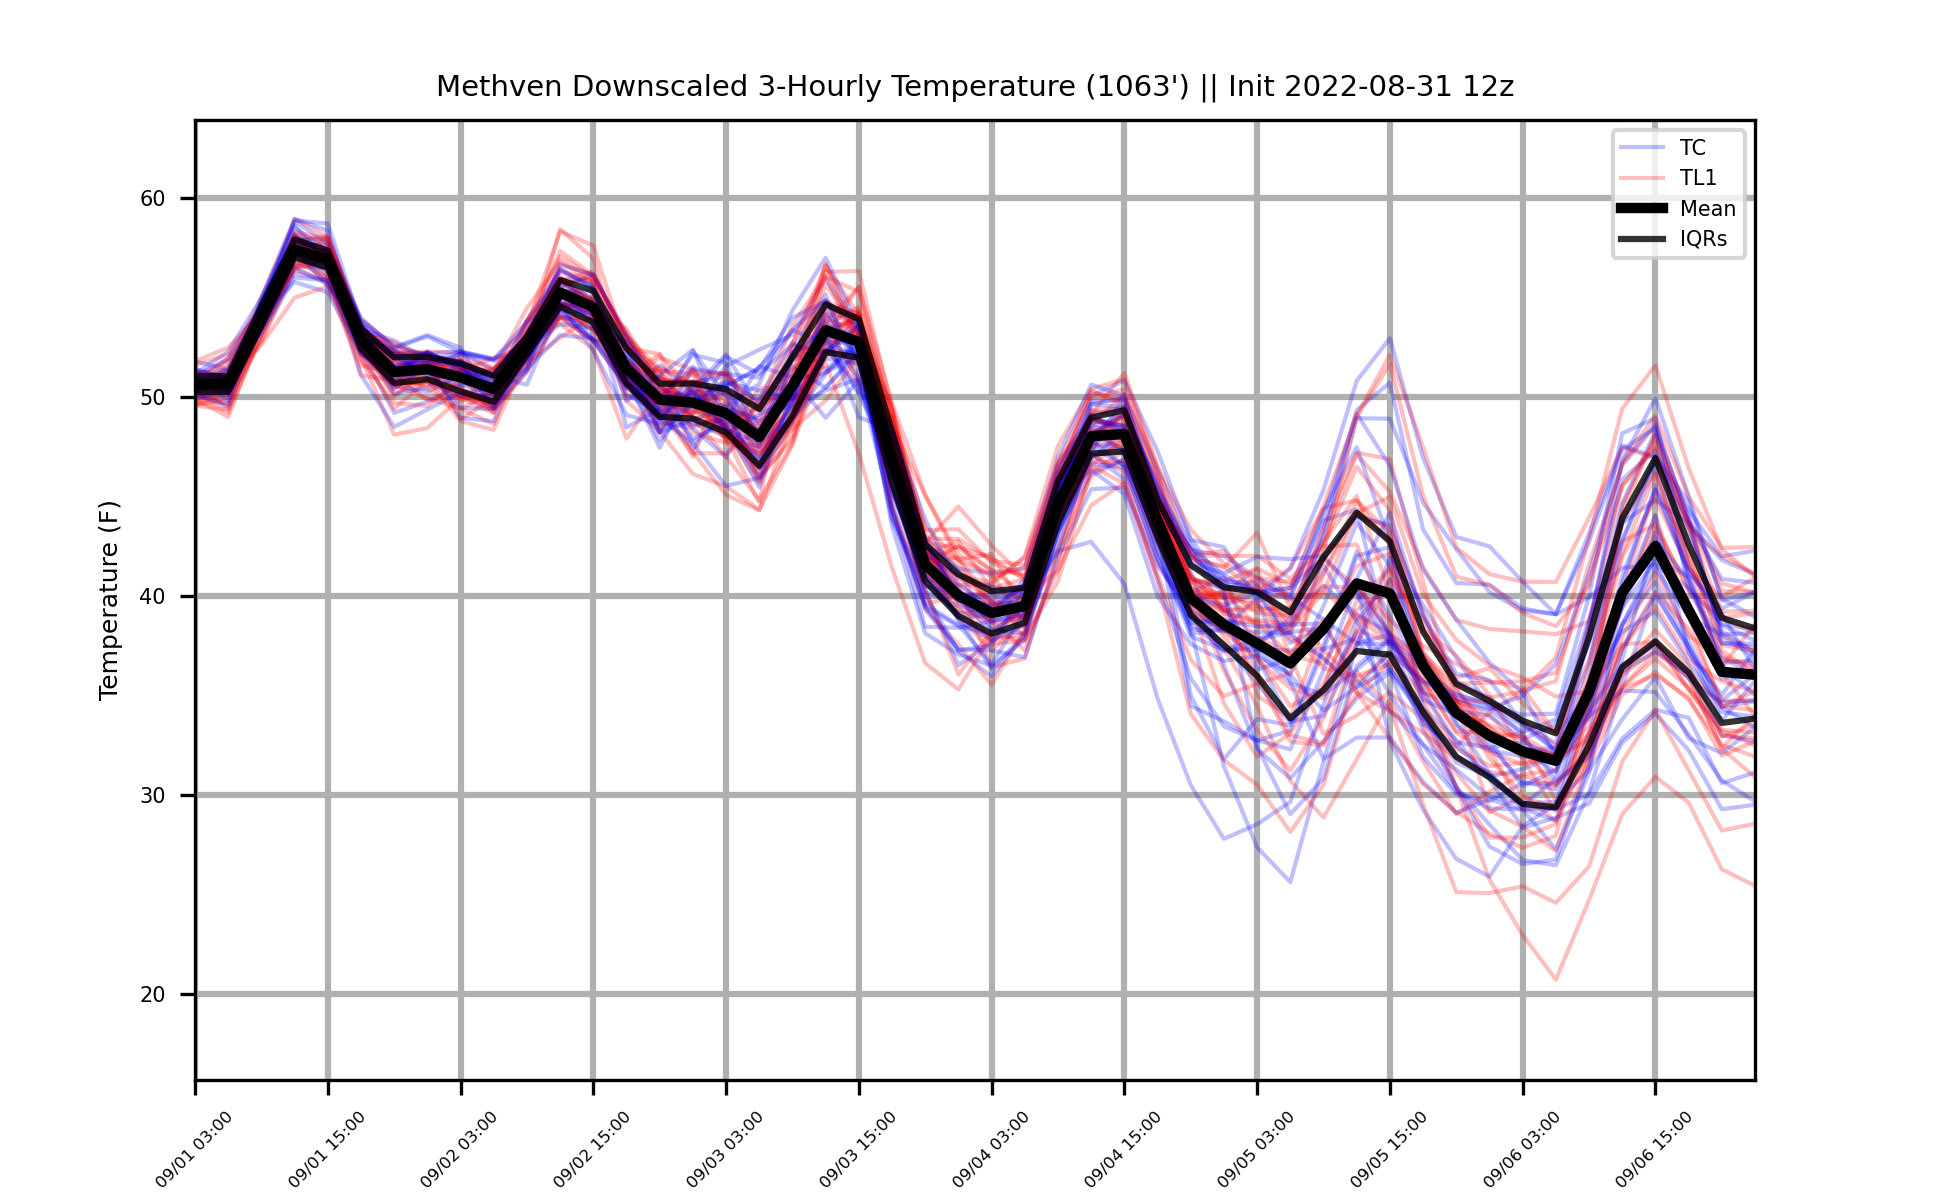 Methven Downscaled 3-Hourly Temperature (1063') || Init 2022-08-31 12z
TC
TL1
Mean
IQRs
Temperature (F)
60
50
40
30
20
09/01 03:00
09/01 15:00
09/02 03:00
09/02 15:00
09/03 03:00
09/03 15:00
09/04 03:00
09/04 15:00
09/05 03:00
09/05 15:00
09/06 03:00
09/06 15:00